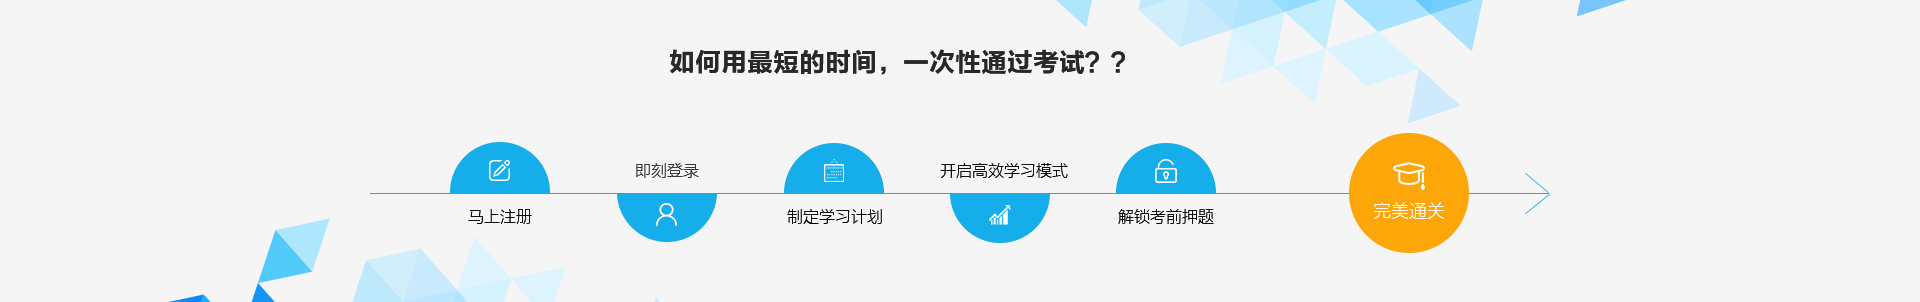 如何用最短的时间，一次性通过考试？？
马上注册
即刻登录
制定学习计划
开启高效学习模式
解锁考前押题
完美通关